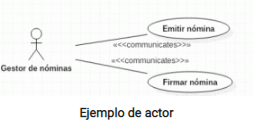 Emitir nómina
«<<communicates>>»
«<<communicates>>»
Gestor de nóminas
Firmar nómina
Ejemplo de actor